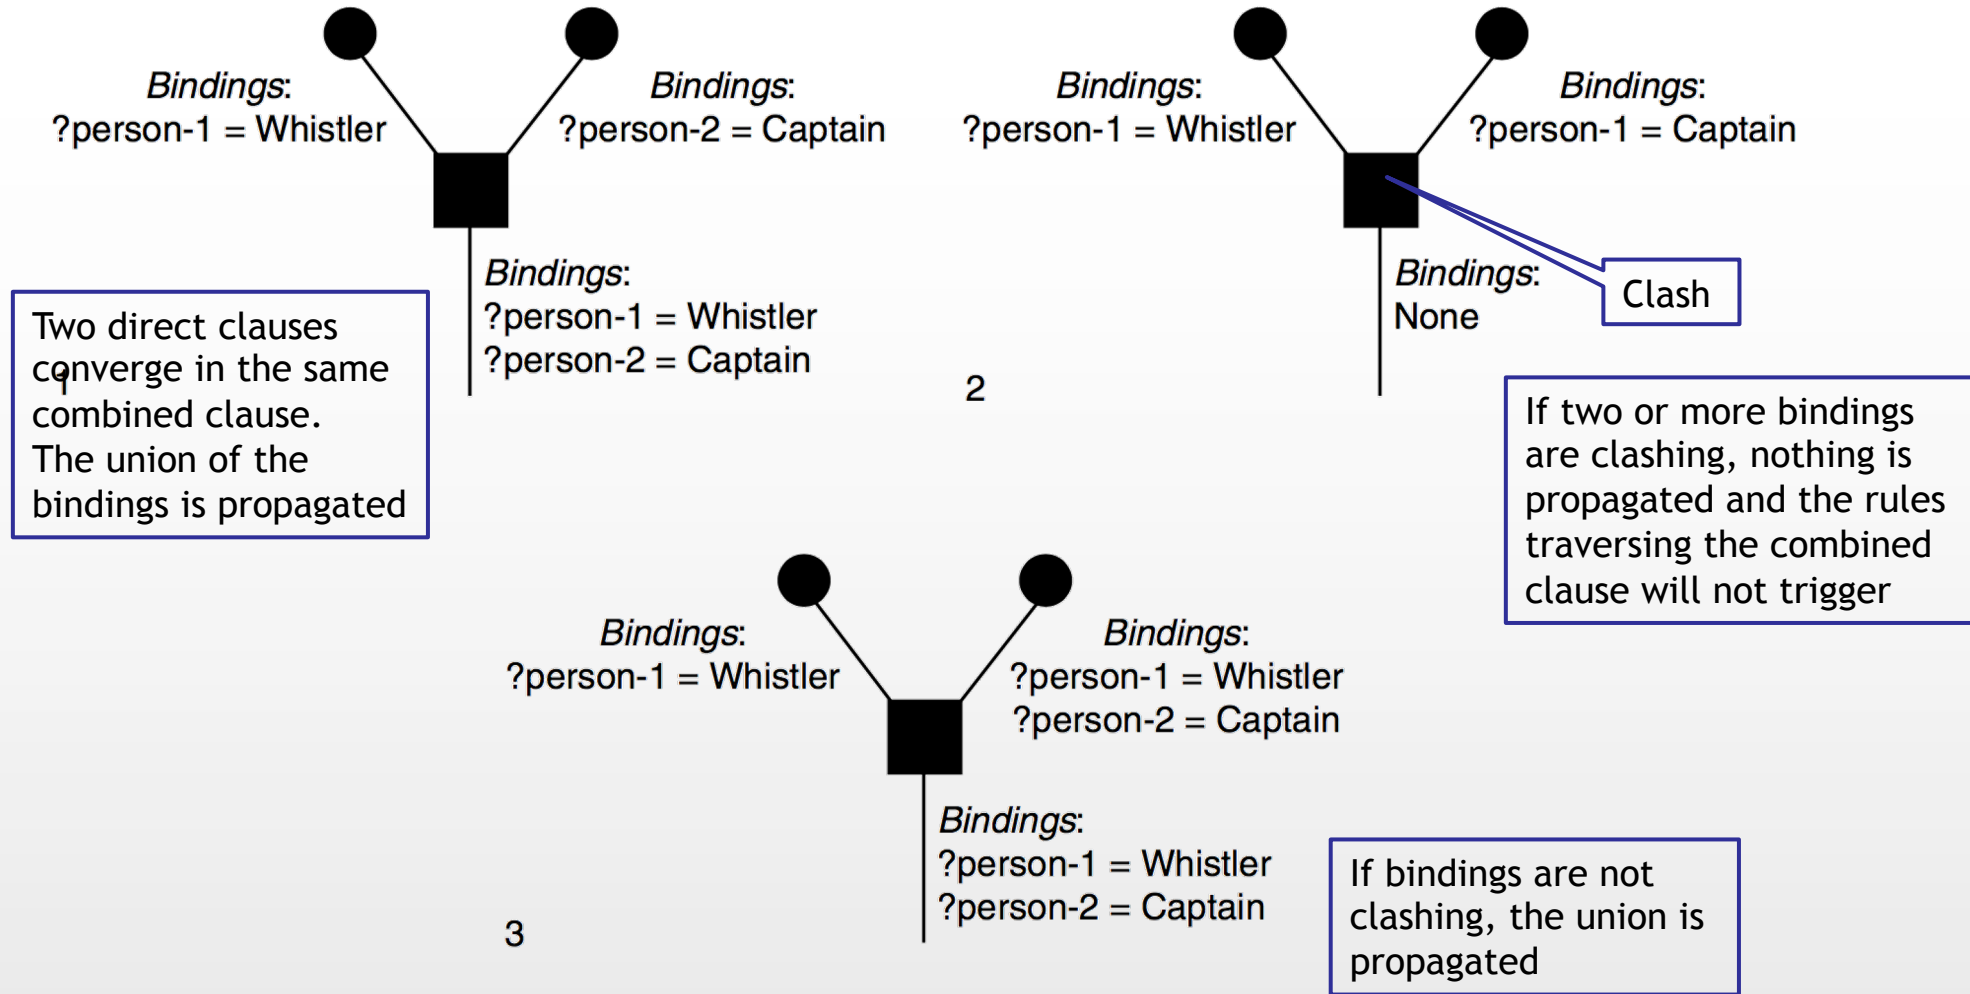 Bindings:
?person-1 = Whistler
Bindings:
?person-2 = Captain
Bindings:
?person-1 = Whistler
?person-2 = Captain
Two direct clauses
converge in the same
combined clause.
The union of the
bindings is propagated
1
Bindings:
?person-1 = Whistler
Bindings:
?person-1 = Captain
Clash
Bindings:
None
2
If two or more bindings
are clashing, nothing is
propagated and the rules
traversing the combined
clause will not trigger
Bindings:
?person-1 = Whistler
Bindings:
?person-1 = Whistler
?person-2 = Captain
Bindings:
?person-1 = Whistler
?person-2 = Captain
3
If bindings are not
clashing, the union is
propagated